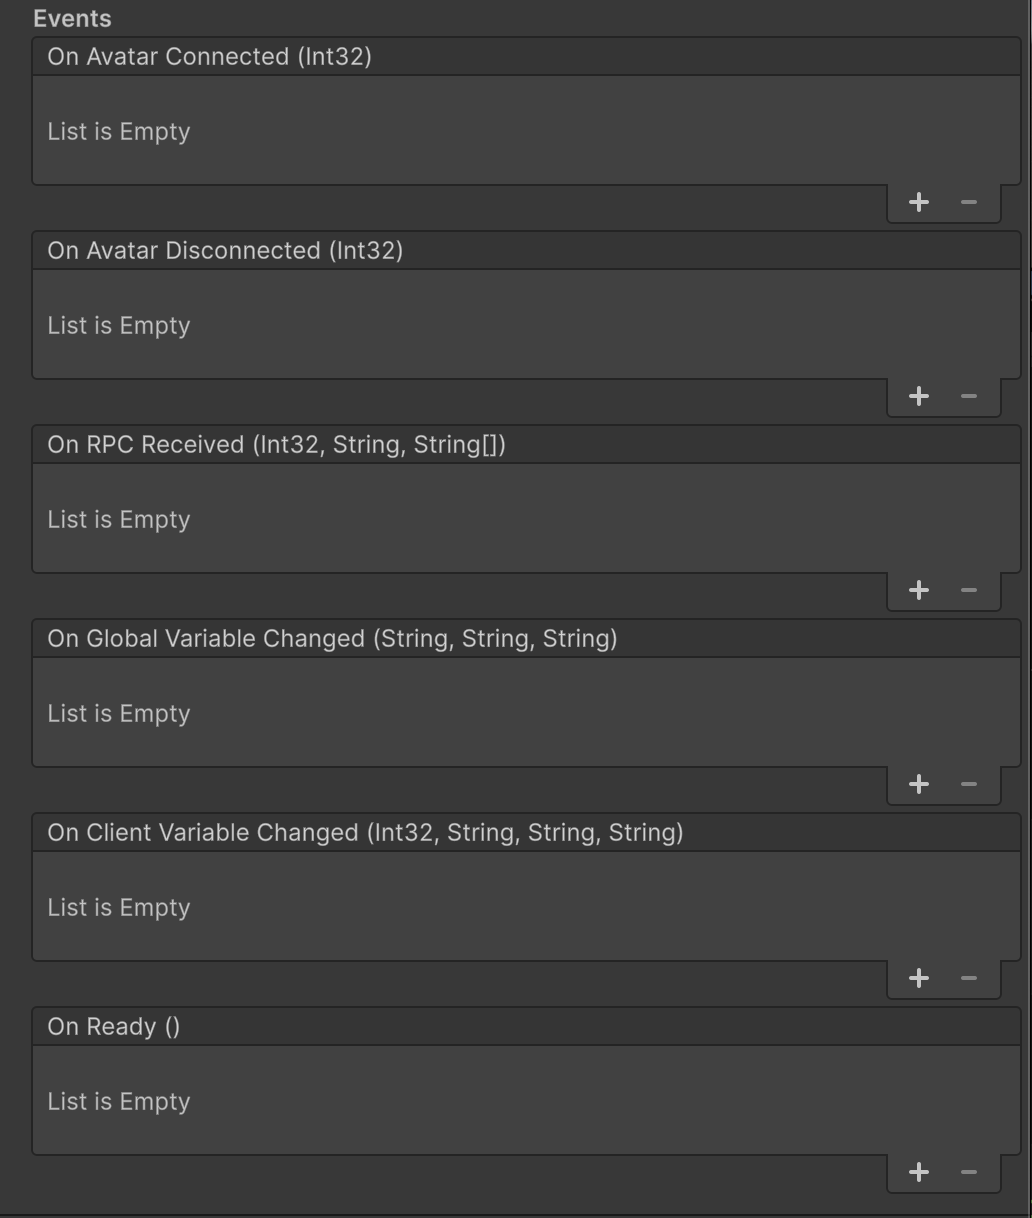 Events
On Avatar Connected (Int32)
List is Empty
On Avatar Disconnected (Int32)
List is Empty
On RPC Received (Int32, String, String[])
List is Empty
On Global Variable Changed (String, String, String)
List is Empty
On Client Variable Changed (Int32, String, String, String)
List is Empty
On Ready ()
List is Empty